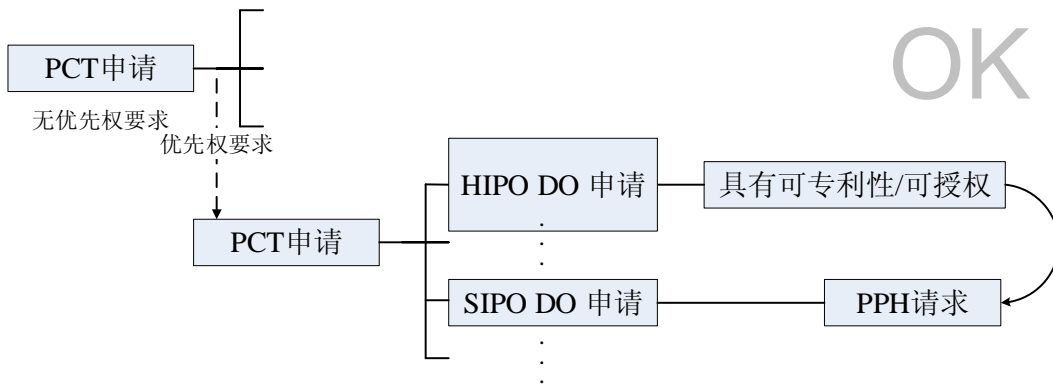 OK
PCT申请
无优先权要求
优先权要求
HIPO DO 申请
具有可专利性/可授权
PCT申请
SIPO DO 申请
PPH请求